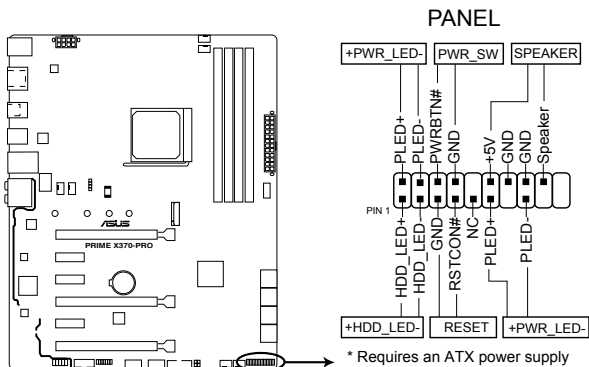 PANEL
+PWR_LED-
PWR_SW
SPEAKER
PLED+
PLED-
PWRBTN#
GND
+5V
GND
GND
Speaker
PIN 1
HDD_LED+
HDD_LED-
GND
RSTCON#
NC
PLED+
PLED-
+HDD_LED-
RESET
+PWR_LED-
* Requires an ATX power supply
ASUS
PRIME X370-PRO